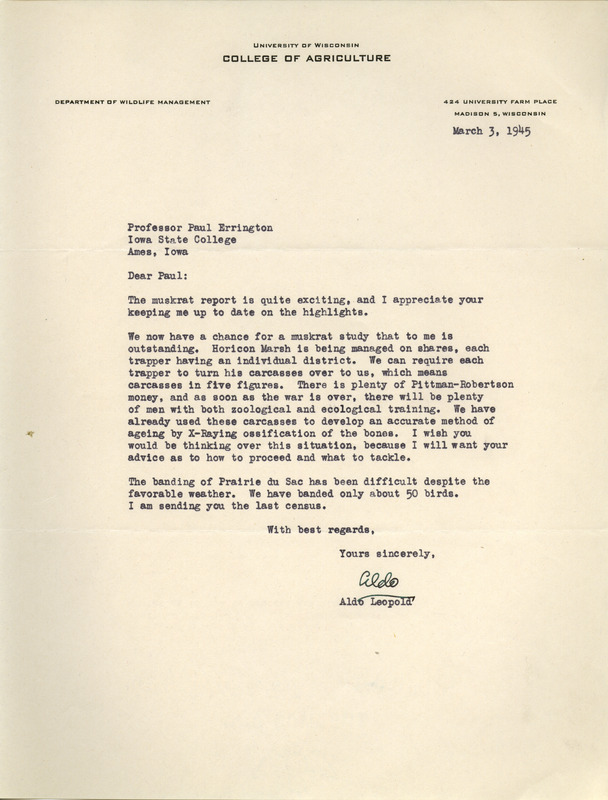 UNIVERSITY OF WISCONSIN
COLLEGE OF AGRICULTURE
DEPARTMENT OF WILDLIFE MANAGEMENT
424 UNIVERSITY FARM PLACE
MADISON 5, WISCONSIN
March 3, 1945
Professor Paul Errington
Iowa State College
Ames, Iowa
Dear Paul:
The muskrat report is quite exciting, and I appreciate your
keeping me up to date on the highlights.
We now have a chance for a muskrat study that to me is
outstanding. Horicon Marsh is being managed on shares, each
trapper having an individual district. We can require each
trapper to turn his carcasses over to us, which means
carcasses in five figures. There is plenty of Pittman-Robertson
money, and as soon as the war is over, there will be plenty
of men with both zoological and ecological training. We have
already used these carcasses to develop an accurate method of
ageing by X-Raying ossification of the bones. I wish you
would be thinking over this situation, because I will want your
advice as to how to proceed and what to tackle.
The banding of Prairie du Sac has been difficult despite the
favorable weather. We have banded only about 50 birds.
I am sending you the last census.
With best regards,
Yours sincerely,
Aldo
Aldo Leopold